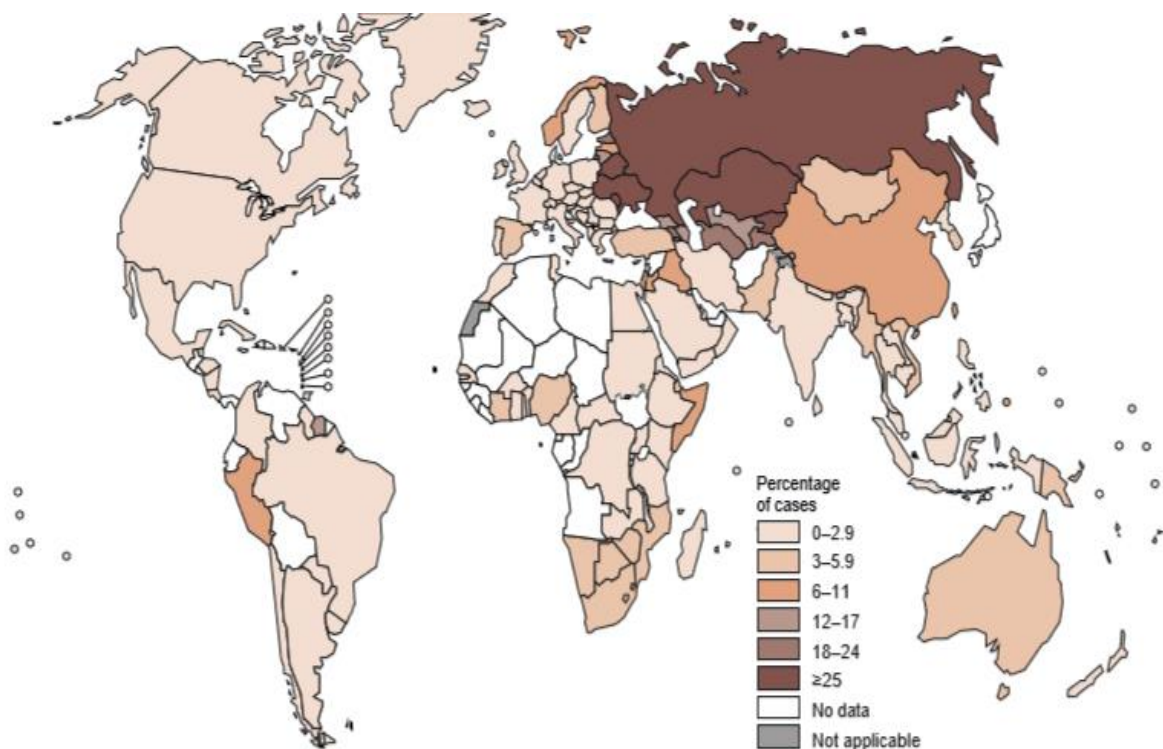 Percentage
of cases
0–2.9
3–5.9
6–11
12–17
18–24
≥25
No data
Not applicable